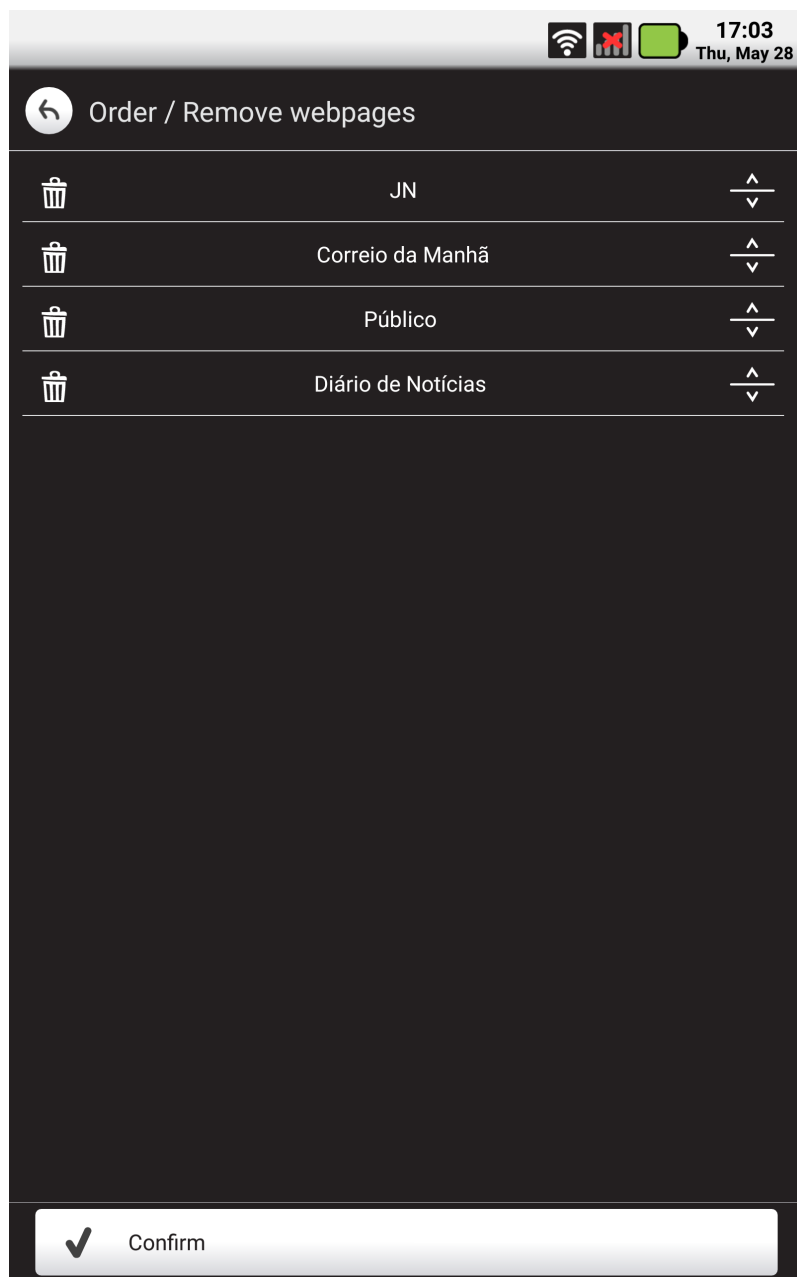 17:03
Thu, May 28
Order / Remove webpages
JN
Correio da Manhã
Público
Diário de Notícias
Confirm